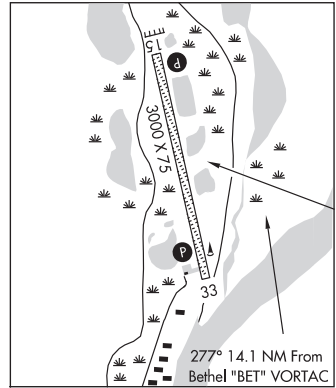 15
P
3000 X 75
P
33
277° 14.1 NM From
Bethel "BET" VORTAC